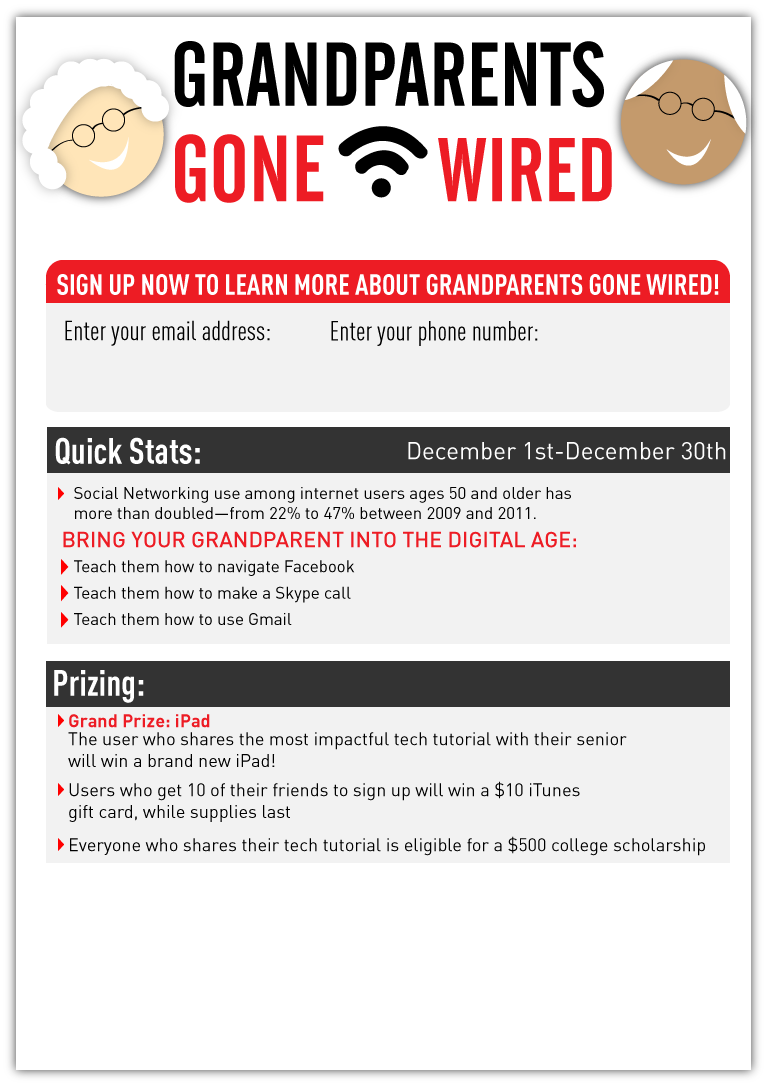 GRANDPARENTS
GONE WIRED
SIGN UP NOW TO LEARN MORE ABOUT GRANDPARENTS GONE WIRED!
Enter your email address: Enter your phone number:
Quick Stats: December 1st-December 30th
Social Networking use among internet users ages 50 and older has
more than doubled—from 22% to 47% between 2009 and 2011.
BRING YOUR GRANDPARENT INTO THE DIGITAL AGE:
Teach them how to navigate Facebook
Teach them how to make a Skype call
Teach them how to use Gmail
Prizing:
Grand Prize: iPad
The user who shares the most impactful tech tutorial with their senior
will win a brand new iPad!
Users who get 10 of their friends to sign up will win a $10 iTunes
gift card, while supplies last
Everyone who shares their tech tutorial is eligible for a $500 college scholarship